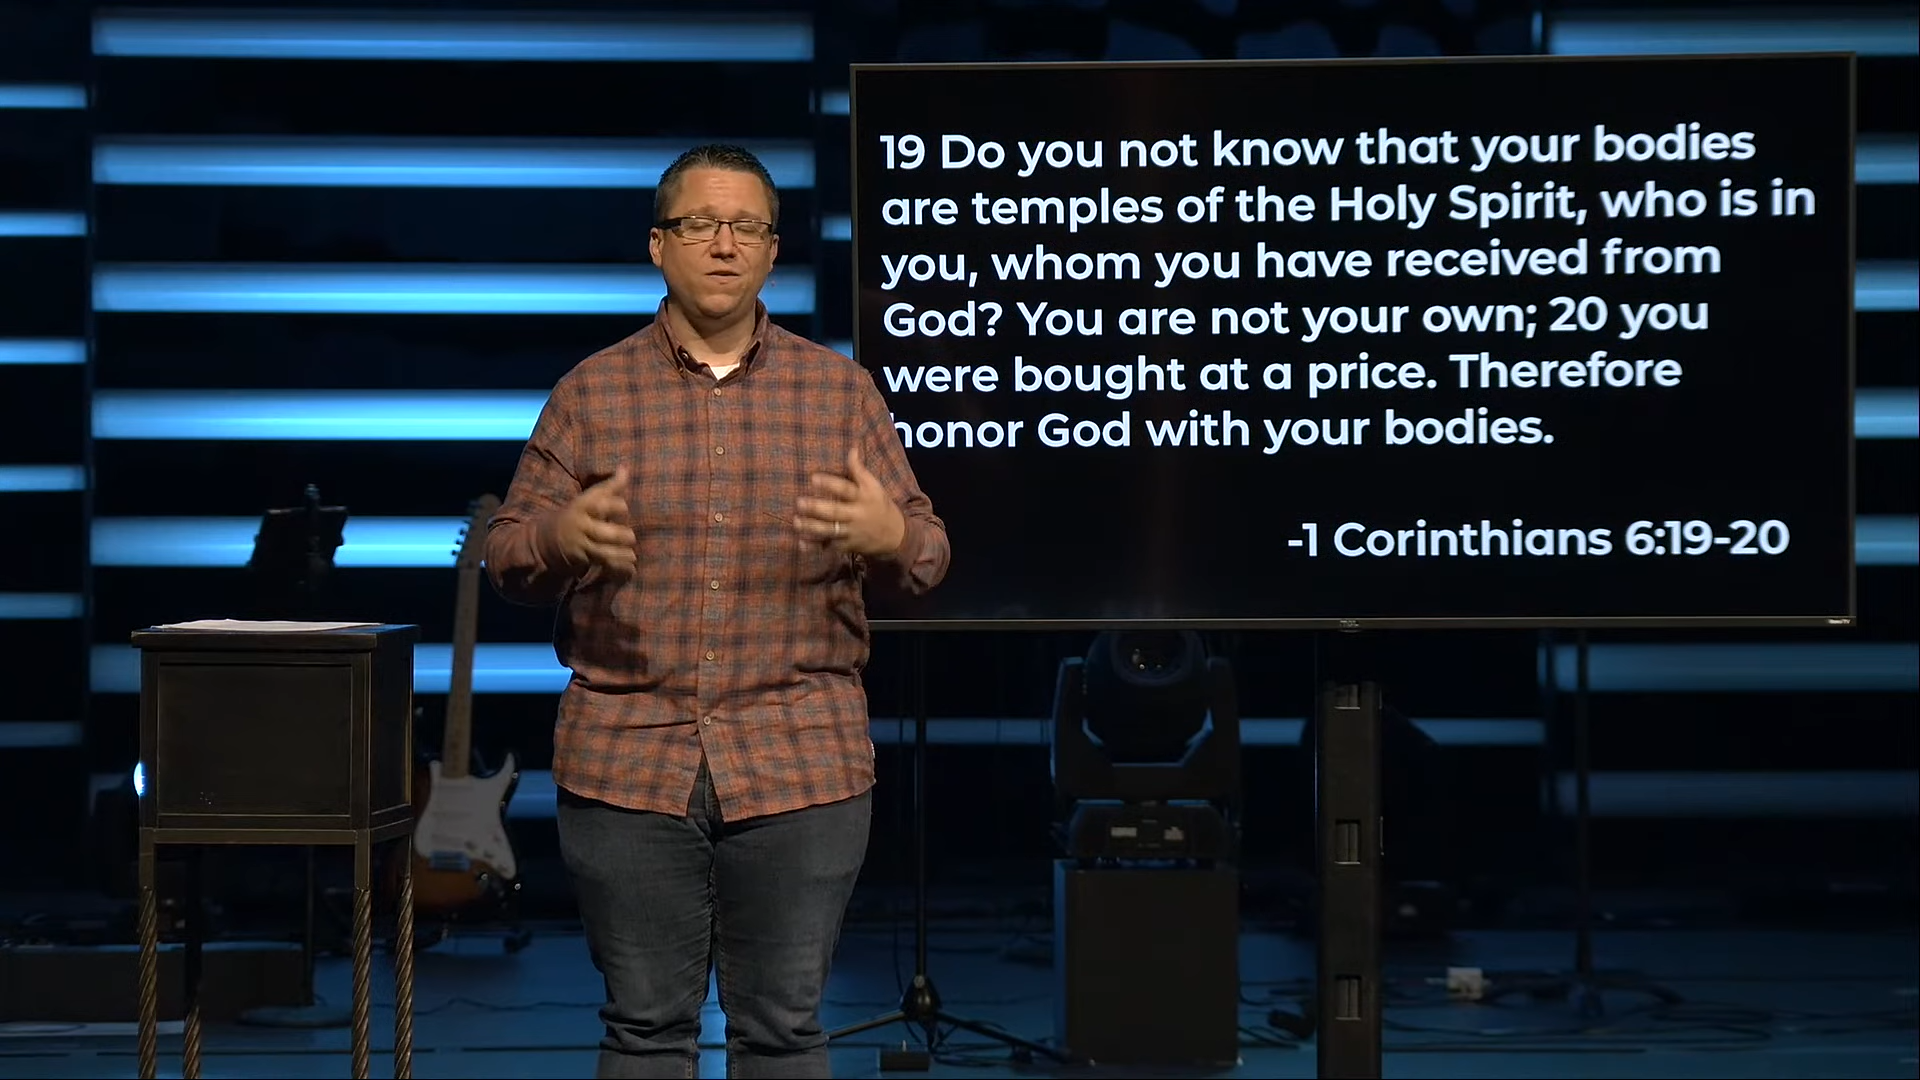 19 Do you not know that your bodies
are temples of the Holy Spirit, who is in
you, whom you have received from
God? You are not your own; 20 you
were bought at a price. Therefore
honor God with your bodies.
-1 Corinthians 6:19-20